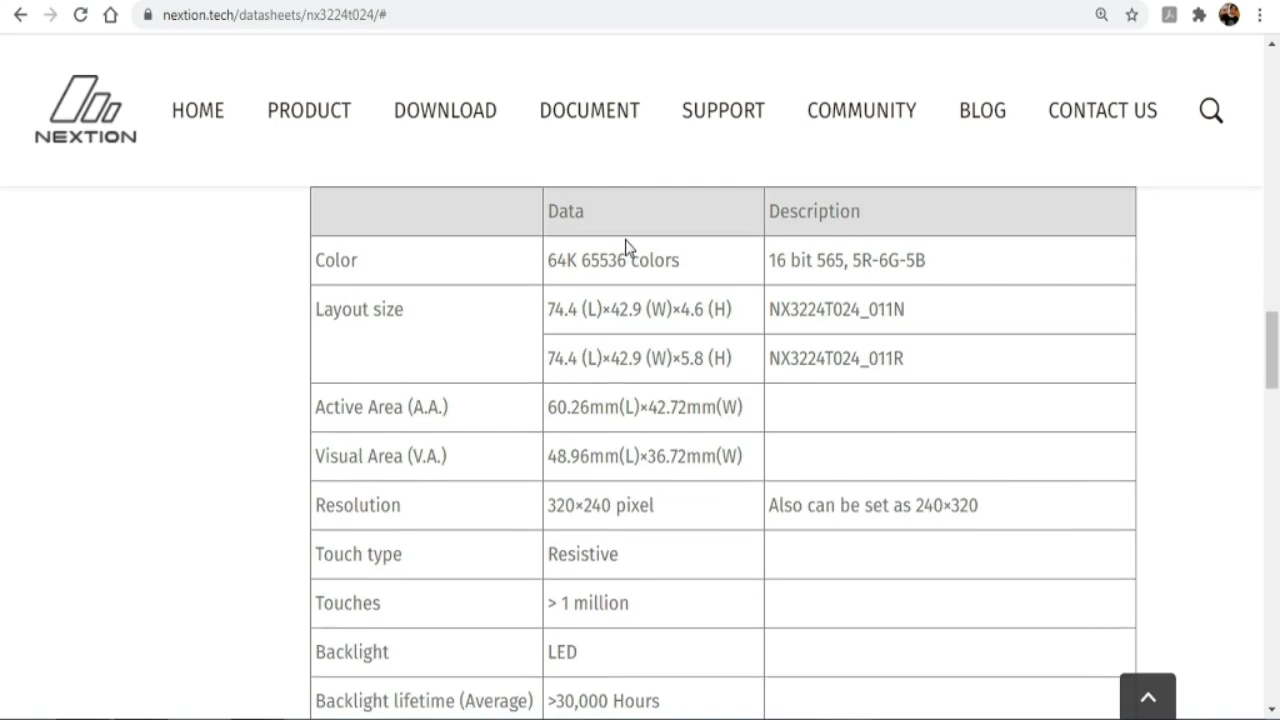 nextion.tech/datasheets/nx3224t024/#
NEXTION
HOME PRODUCT DOWNLOAD DOCUMENT SUPPORT COMMUNITY BLOG CONTACT US
Data Description
Color 64K 65536 colors 16 bit 565, 5R-6G-5B
Layout size 74.4 (L)×42.9 (W)×4.6 (H) NX3224T024_011N
74.4 (L)×42.9 (W)×5.8 (H) NX3224T024_011R
Active Area (A.A.) 60.26mm(L)×42.72mm(W)
Visual Area (V.A.) 48.96mm(L)×36.72mm(W)
Resolution 320×240 pixel Also can be set as 240×320
Touch type Resistive
Touches > 1 million
Backlight LED
Backlight lifetime (Average) >30,000 Hours